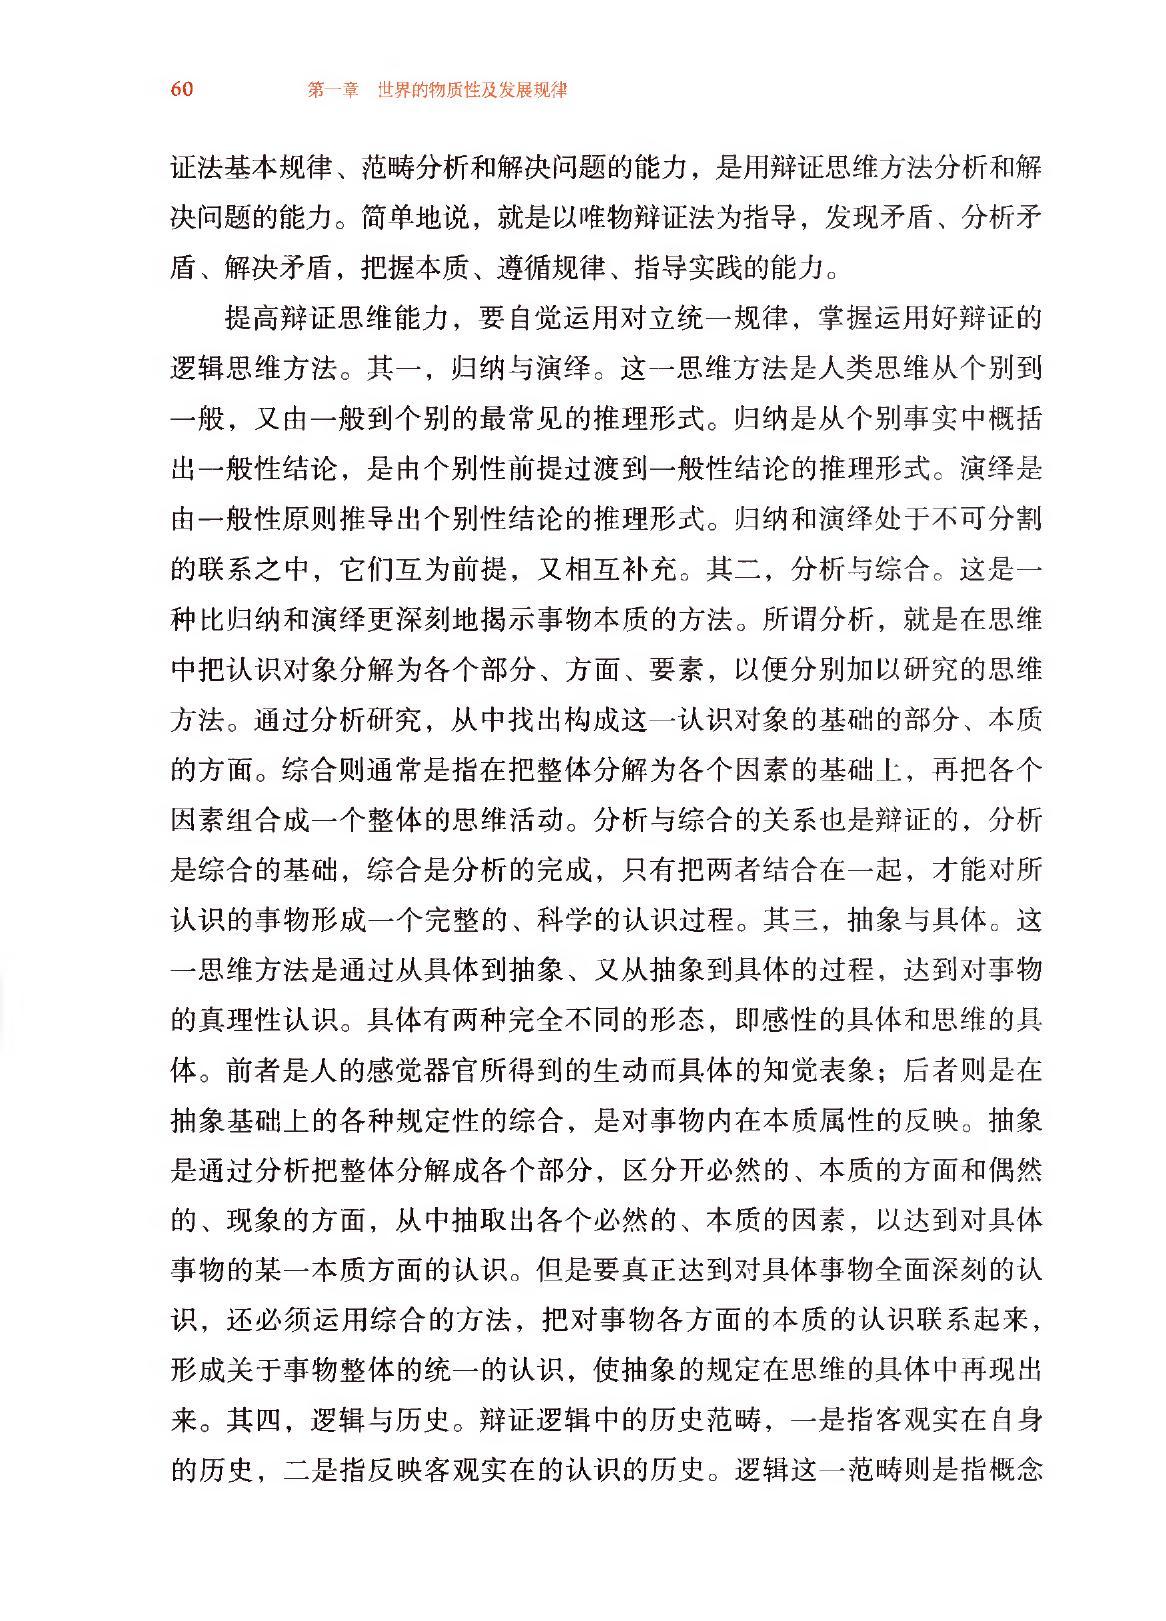 60 第一章 世界的物质性及发展规律
证法基本规律、范畴分析和解决问题的能力，是用辩证思维方法分析和解
决问题的能力。简单地说，就是以唯物辩证法为指导，发现矛盾、分析矛
盾、解决矛盾，把握本质、遵循规律、指导实践的能力。
提高辩证思维能力，要自觉运用对立统一规律，掌握运用好辩证的
逻辑思维方法。其一，归纳与演绎。这一思维方法是人类思维从个别到
一般，又由一般到个别的最常见的推理形式。归纳是从个别事实中概括
出一般性结论，是由个别性前提过渡到一般性结论的推理形式。演绎是
由一般性原则推导出个别性结论的推理形式。归纳和演绎处于不可分割
的联系之中，它们互为前提，又相互补充。其二，分析与综合。这是一
种比归纳和演绎更深刻地揭示事物本质的方法。所谓分析，就是在思维
中把认识对象分解为各个部分、方面、要素，以便分别加以研究的思维
方法。通过分析研究，从中找出构成这一认识对象的基础的部分、本质
的方面。综合则通常是指在把整体分解为各个因素的基础上，再把各个
因素组合成一个整体的思维活动。分析与综合的关系也是辩证的，分析
是综合的基础，综合是分析的完成，只有把两者结合在一起，才能对所
认识的事物形成一个完整的、科学的认识过程。其三，抽象与具体。这
一思维方法是通过从具体到抽象、又从抽象到具体的过程，达到对事物
的真理性认识。具体有两种完全不同的形态，即感性的具体和思维的具
体。前者是人的感觉器官所得到的生动而具体的知觉表象；后者则是在
抽象基础上的各种规定性的综合，是对事物内在本质属性的反映。抽象
是通过分析把整体分解成各个部分，区分开必然的、本质的方面和偶然
的、现象的方面，从中抽取出各个必然的、本质的因素，以达到对具体
事物的某一本质方面的认识。但是要真正达到对具体事物全面深刻的认
识，还必须运用综合的方法，把对事物各方面的本质的认识联系起来，
形成关于事物整体的统一的认识，使抽象的规定在思维的具体中再现出
来。其四，逻辑与历史。辩证逻辑中的历史范畴，一是指客观实在自身
的历史，二是指反映客观实在的认识的历史。逻辑这一范畴则是指概念